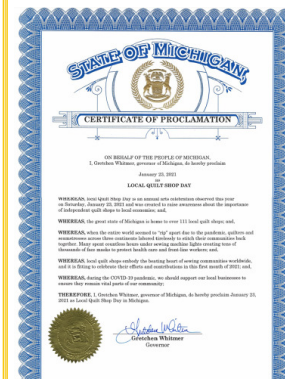 STATE OF MICHIGAN
CERTIFICATE OF PROCLAMATION
ON BEHALF OF THE PEOPLE OF MICHIGAN,
I, Gretchen Whitmer, governor of Michigan, do hereby proclaim
January 23, 2021
as
LOCAL QUILT SHOP DAY
WHEREAS, local Quilt Shop Day is an annual arts celebration observed this year
on Saturday, January 23, 2021 and was created to raise awareness about the importance
of independent quilt shops to local economies; and,
WHEREAS, the great state of Michigan is home to over 111 local quilt shops; and,
WHEREAS, when the entire world seemed to "rip" apart due to the pandemic, quilters and
seamstresses across three continents labored tirelessly to stitch their communities back
together. Many spent countless hours under sewing machine lights creating tens of
thousands of face masks to protect health care and front-line workers; and,
WHEREAS, local quilt shops embody the beating heart of sewing communities worldwide,
and it is fitting to celebrate their efforts and contributions in this first month of 2021; and,
WHEREAS, during the COVID-19 pandemic, we should support our local businesses to
ensure they remain vital parts of our community;
THEREFORE, I, Gretchen Whitmer, governor of Michigan, do hereby proclaim January 23,
2021 as Local Quilt Shop Day in Michigan.
Gretchen Whitmer
Gretchen Whitmer
Governor